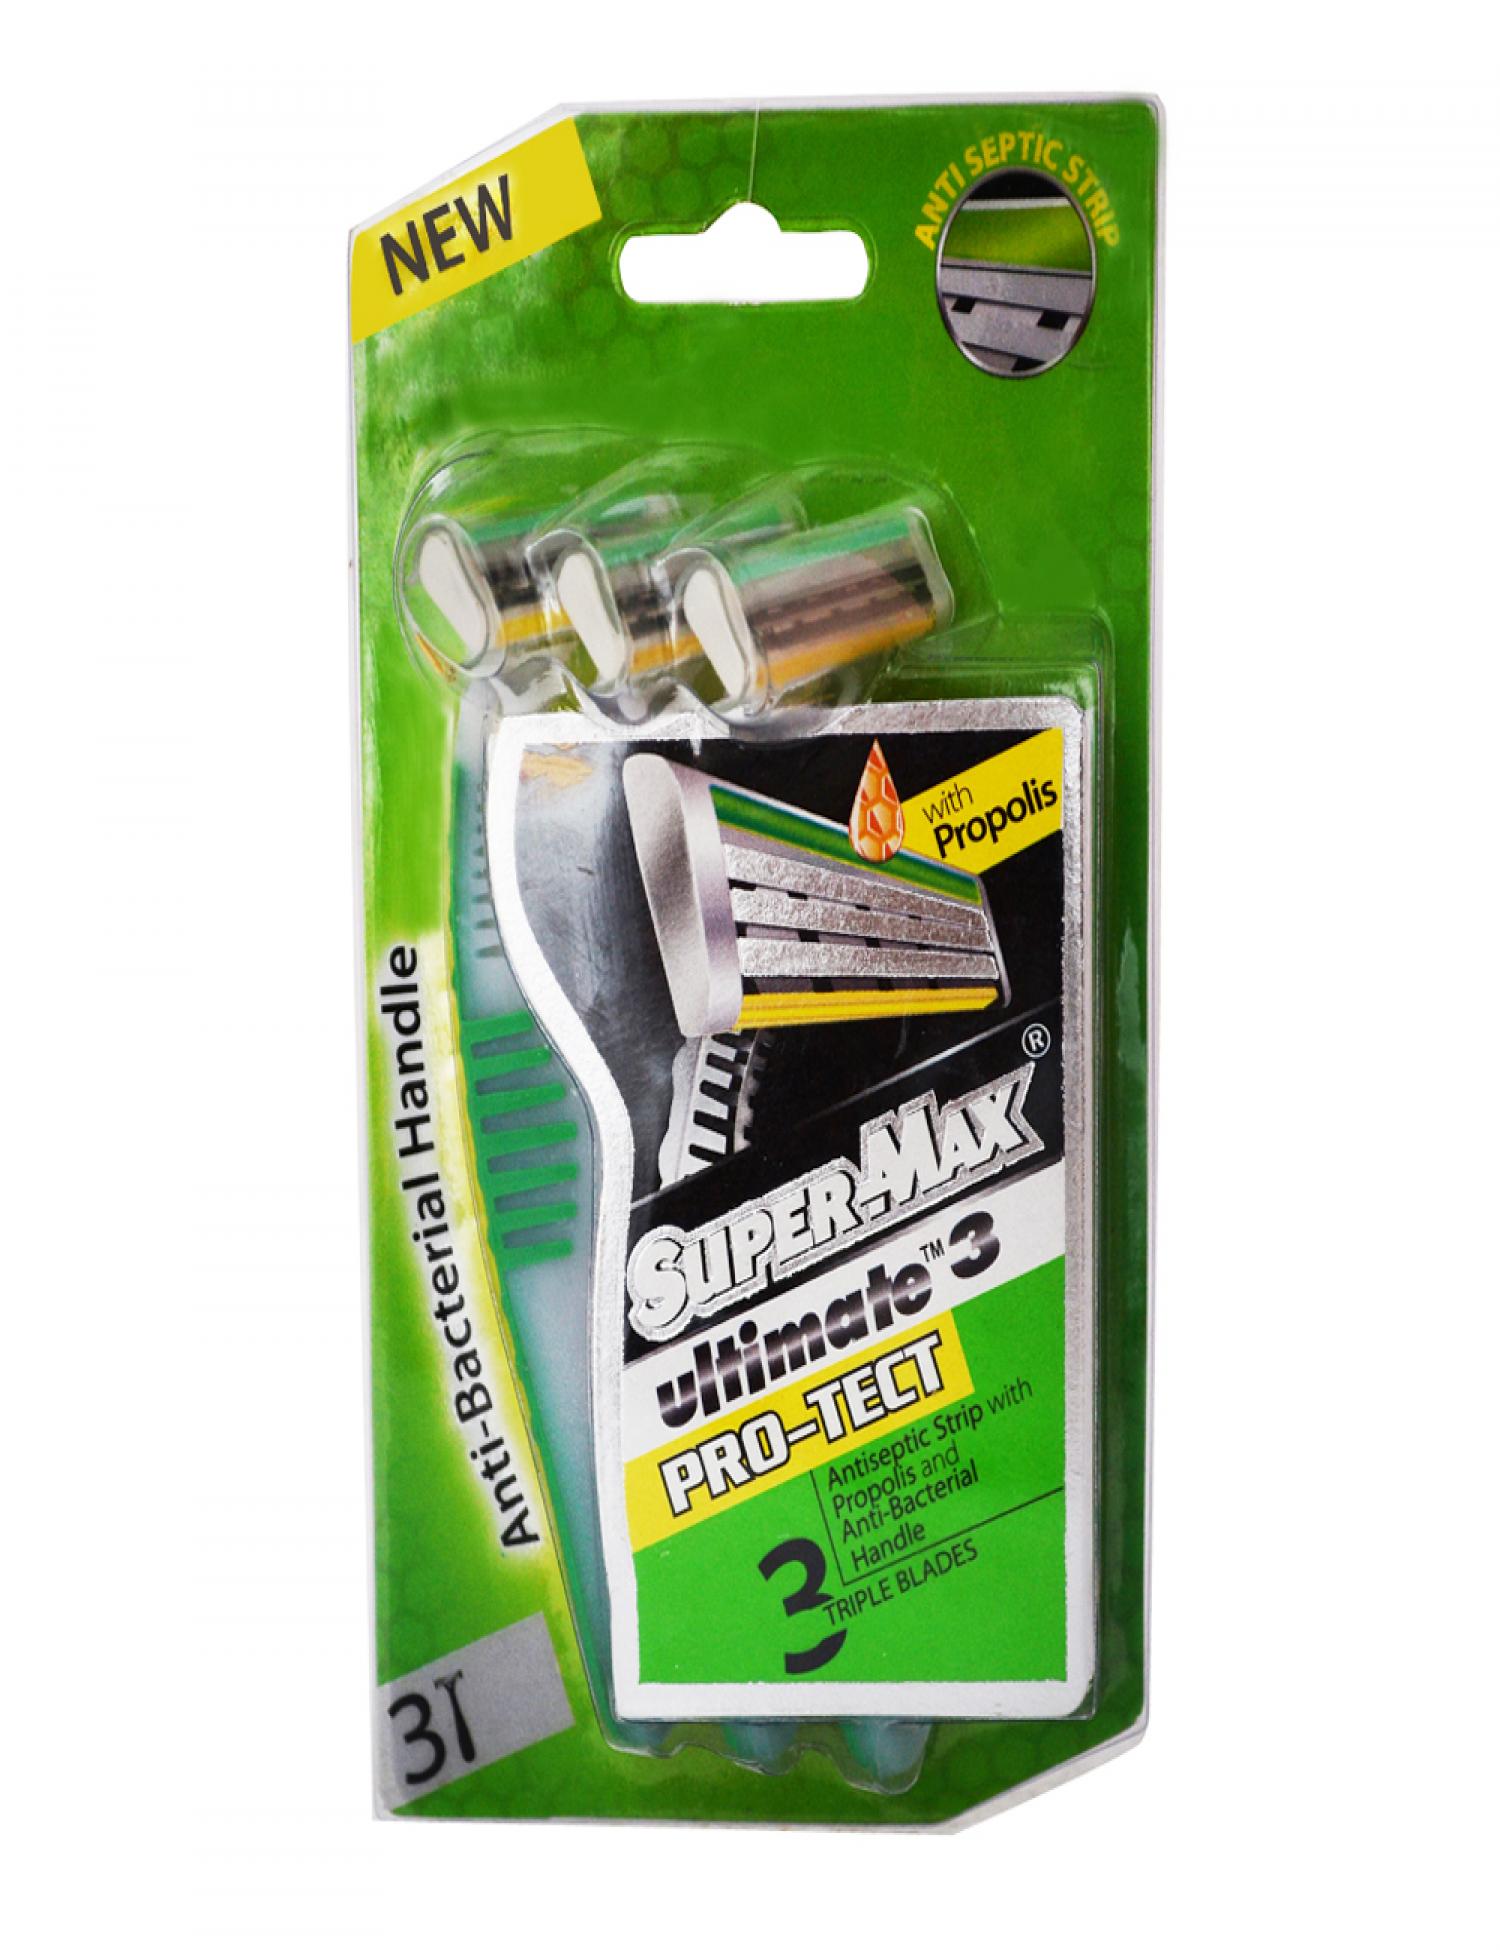 NEW
ANTI SEPTIC STRIP
with
Propolis
Anti-Bacterial Handle
SUPER-MAX®
ultimate™3
PRO-TECT
Antiseptic Strip with
Propolis and
Anti-Bacterial
Handle
3 TRIPLE BLADES
3